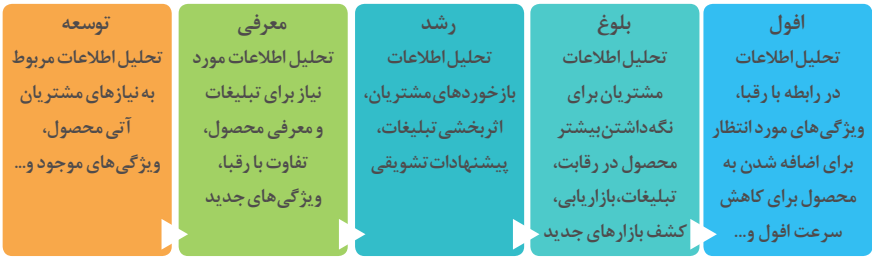 توسعه
تحلیل اطلاعات مربوط
به نیازهای مشتریان
آتی محصول،
ویژگی‌های موجود و...
معرفی
تحلیل اطلاعات مورد
نیاز برای تبلیغات
و معرفی محصول،
تفاوت با رقبا،
ویژگی‌های جدید
رشد
تحلیل اطلاعات
بازخوردهای مشتریان،
اثربخشی تبلیغات،
پیشنهادات تشویقی
بلوغ
تحلیل اطلاعات
مشتریان برای
نگه‌داشتن بیشتر
محصول در رقابت،
تبلیغات، بازاریابی،
کشف بازارهای جدید
افول
تحلیل اطلاعات
در رابطه با رقبا،
ویژگی‌های مورد انتظار
برای اضافه شدن به
محصول برای کاهش
سرعت افول و...